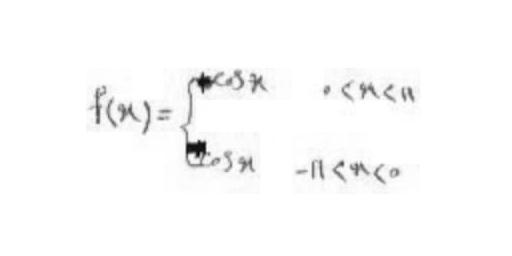 f(x) = { cos x 0 < x < π
cos x -π < x < 0